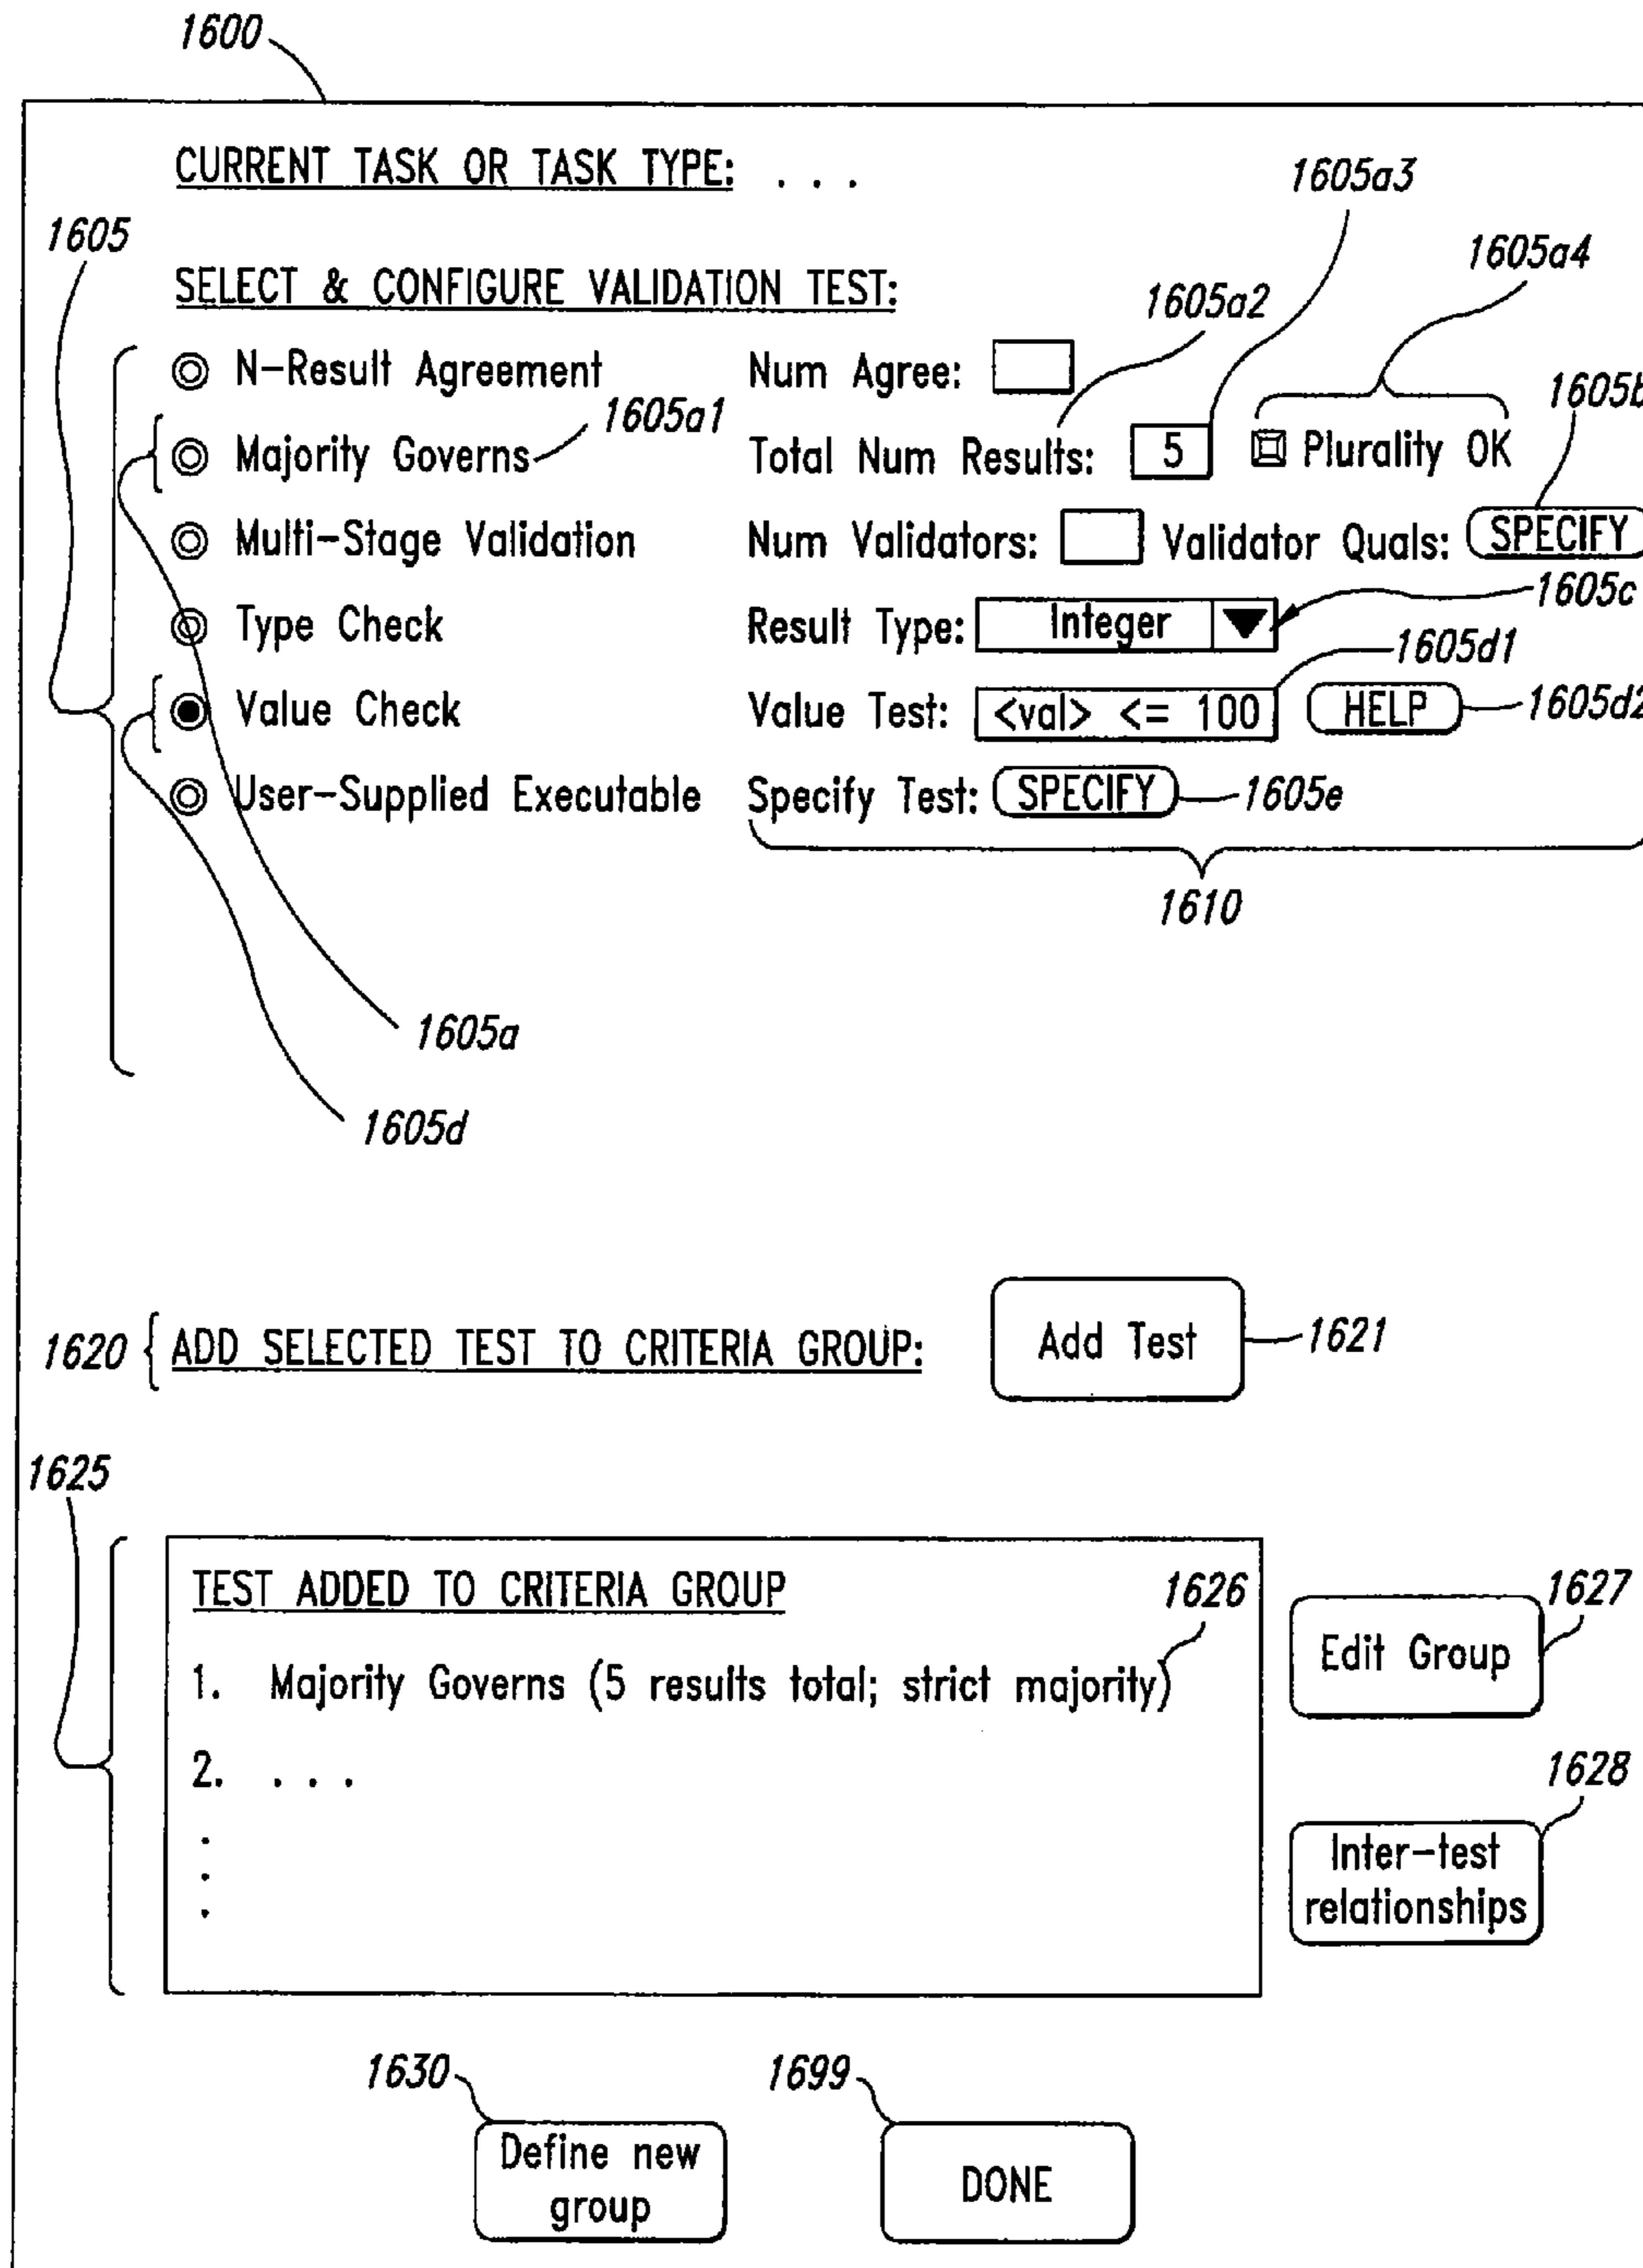 1600
CURRENT TASK OR TASK TYPE: . . .
1605a3
1605
1605a4
SELECT & CONFIGURE VALIDATION TEST:
1605a2
N-Result Agreement Num Agree:
1605a1
1605b
Majority Governs Total Num Results: 5 Plurality OK
Multi-Stage Validation Num Validators: Validator Quals: SPECIFY
1605c
Type Check Result Type: Integer
1605d1
Value Check Value Test: <val> <= 100 HELP 1605d2
User-Supplied Executable Specify Test: SPECIFY 1605e
1610
1605a
1605d
1620 ADD SELECTED TEST TO CRITERIA GROUP: Add Test 1621
1625
TEST ADDED TO CRITERIA GROUP
1626
1627
1. Majority Governs (5 results total; strict majority)
Edit Group
2. . . .
1628
Inter-test
relationships
1630
1699
Define new
group
DONE